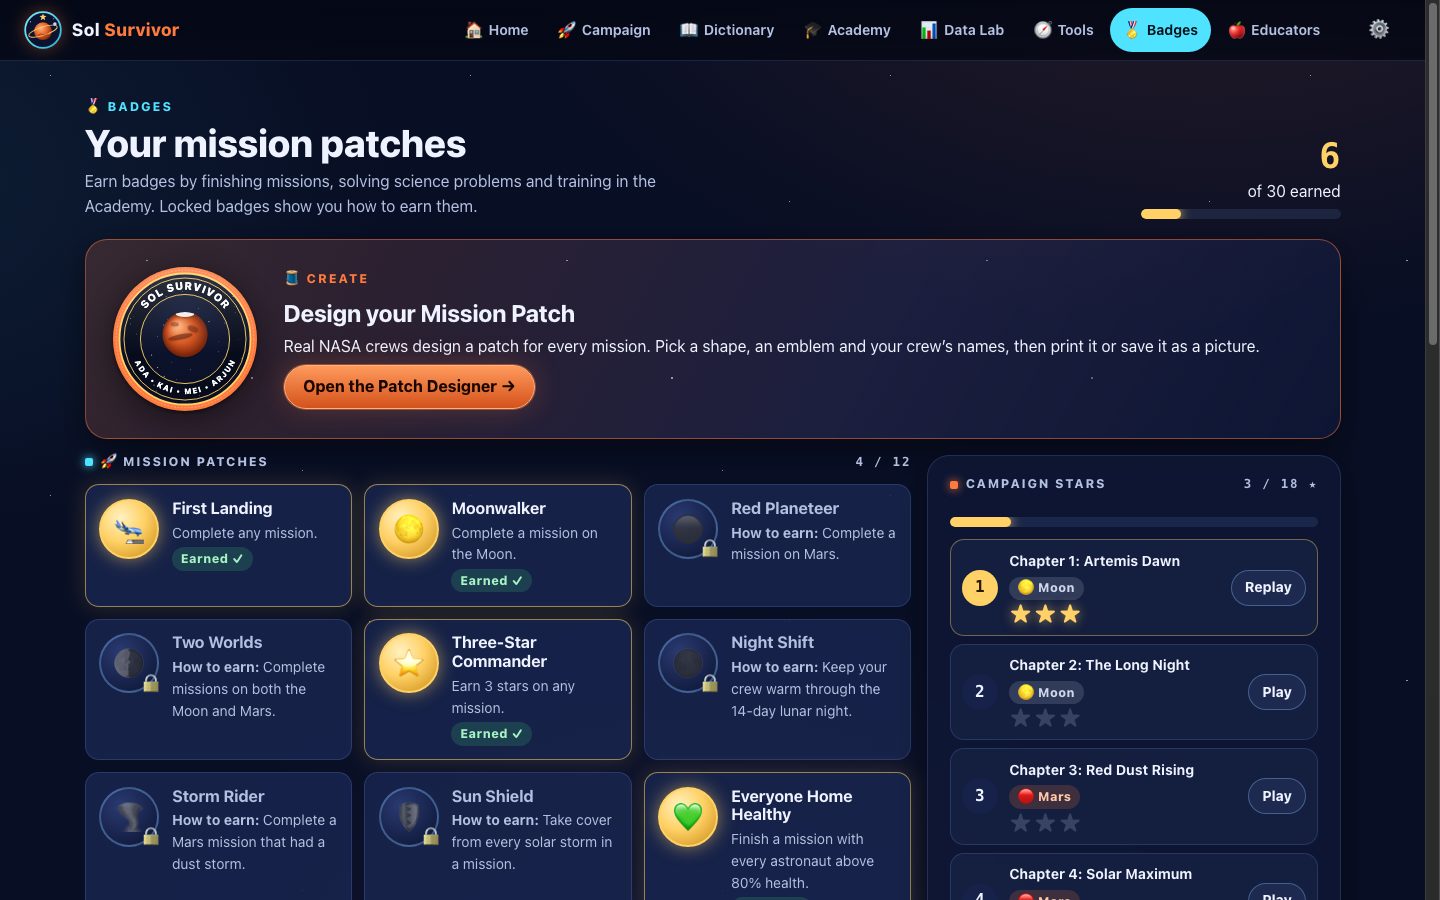 Sol Survivor
🏠 Home
🚀 Campaign
📖 Dictionary
🎓 Academy
📊 Data Lab
🧭 Tools
🏅 Badges
🍎 Educators
BADGES
Your mission patches
Earn badges by finishing missions, solving science problems and training in the
Academy. Locked badges show you how to earn them.
6
of 30 earned
SOL SURVIVOR
ADA • KAI • MEI • ARJUN
CREATE
Design your Mission Patch
Real NASA crews design a patch for every mission. Pick a shape, an emblem and your crew’s names, then print it or save it as a picture.
Open the Patch Designer →
MISSION PATCHES
4 / 12
First Landing
Complete any mission.
Earned ✓
Moonwalker
Complete a mission on
the Moon.
Earned ✓
Red Planeteer
How to earn: Complete a
mission on Mars.
Two Worlds
How to earn: Complete
missions on both the
Moon and Mars.
Three-Star
Commander
Earn 3 stars on any
mission.
Earned ✓
Night Shift
How to earn: Keep your
crew warm through the
14-day lunar night.
Storm Rider
How to earn: Complete a
Mars mission that had a
dust storm.
Sun Shield
How to earn: Take cover
from every solar storm in
a mission.
Everyone Home
Healthy
Finish a mission with
every astronaut above
80% health.
CAMPAIGN STARS
3 / 18 ★
1
Chapter 1: Artemis Dawn
Moon
Replay
2
Chapter 2: The Long Night
Moon
Play
3
Chapter 3: Red Dust Rising
Mars
Play
4
Chapter 4: Solar Maximum
Mars
Play